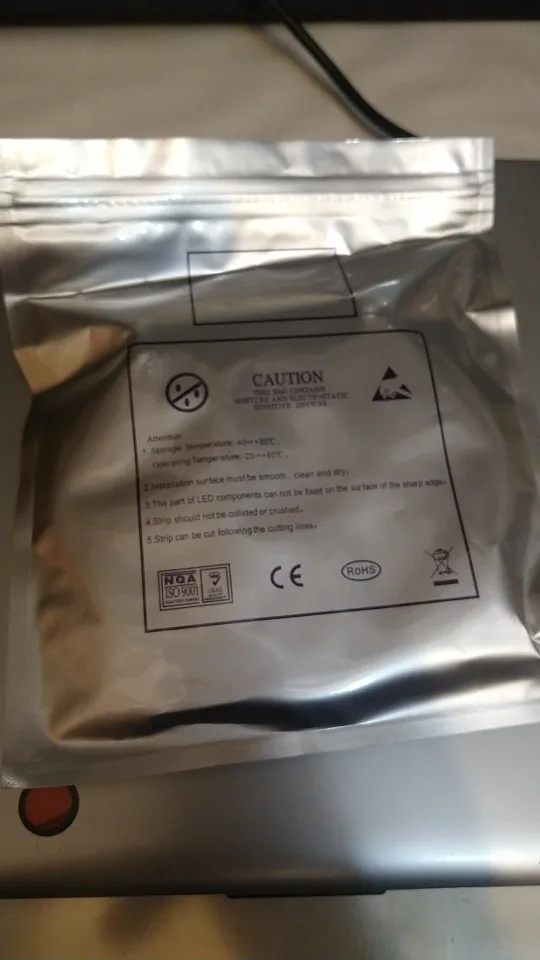 CAUTION
THIS BAG CONTAINS
MOISTURE AND ELECTROSTATIC
SENSITIVE DEVICES
Attention
1. Storage Temperature: -40~+80℃.
Operating Temperature: -25~+60℃.
2.Installation surface must be smooth, clean and dry。
3.The part of LED components can not be fixed on the surface of the sharp edge。
4.Strip should not be collided or crushed。
5.Strip can be cut following the cutting lines。
NQA
ISO 9001
UKAS
CE
RoHS